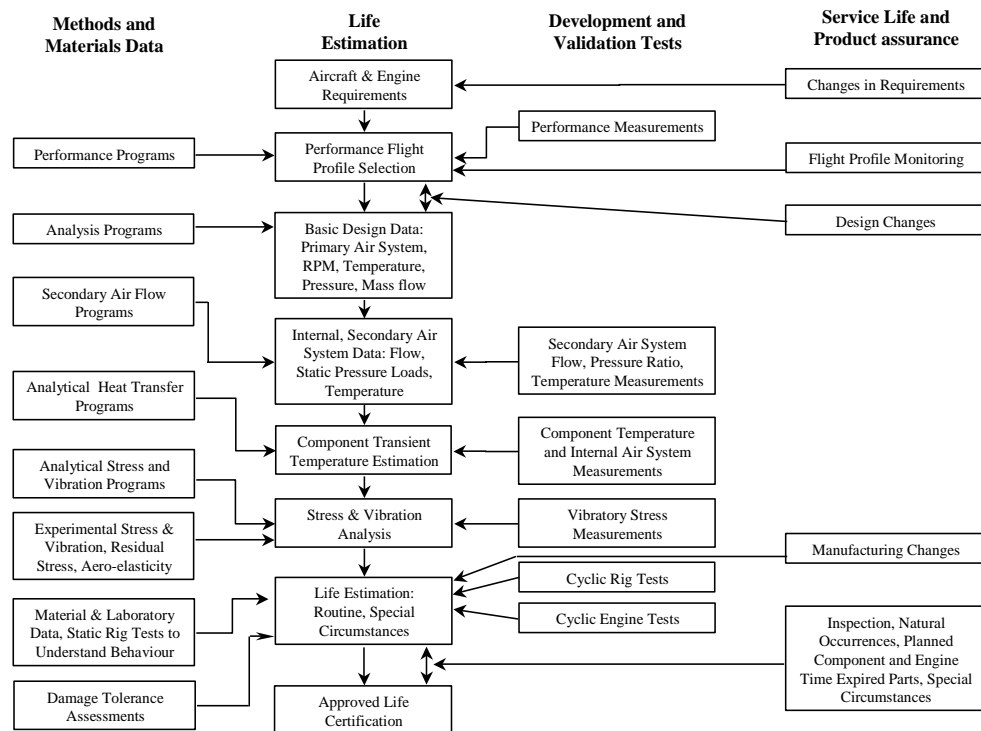 Methods and
Materials Data
Life
Estimation
Development and
Validation Tests
Service Life and
Product assurance
Aircraft & Engine
Requirements
Changes in Requirements
Performance Measurements
Performance Programs
Performance Flight
Profile Selection
Flight Profile Monitoring
Analysis Programs
Basic Design Data:
Primary Air System,
RPM, Temperature,
Pressure, Mass flow
Design Changes
Secondary Air Flow
Programs
Internal, Secondary Air
System Data: Flow,
Static Pressure Loads,
Temperature
Secondary Air System
Flow, Pressure Ratio,
Temperature Measurements
Analytical Heat Transfer
Programs
Component Transient
Temperature Estimation
Component Temperature
and Internal Air System
Measurements
Analytical Stress and
Vibration Programs
Stress & Vibration
Analysis
Vibratory Stress
Measurements
Experimental Stress &
Vibration, Residual
Stress, Aero-elasticity
Manufacturing Changes
Cyclic Rig Tests
Material & Laboratory
Data, Static Rig Tests to
Understand Behaviour
Life Estimation:
Routine, Special
Circumstances
Cyclic Engine Tests
Inspection, Natural
Occurrences, Planned
Component and Engine
Time Expired Parts, Special
Circumstances
Damage Tolerance
Assessments
Approved Life
Certification